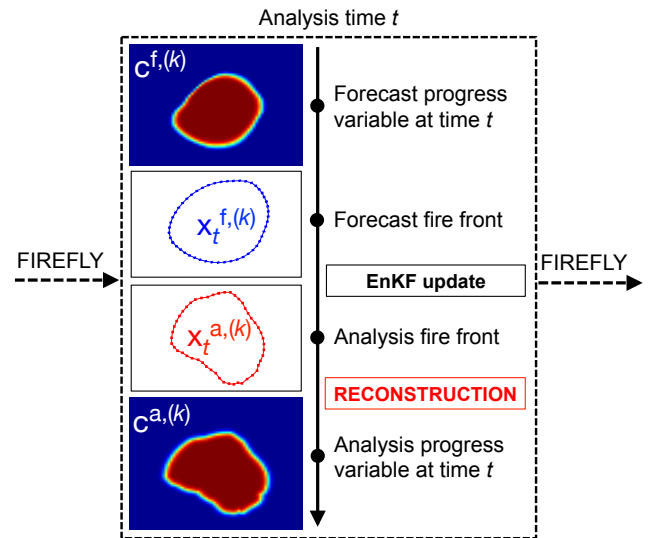 Analysis time t
c^f,(k)
Forecast progress
variable at time t
x_t^f,(k)
Forecast fire front
FIREFLY
EnKF update
FIREFLY
x_t^a,(k)
Analysis fire front
RECONSTRUCTION
c^a,(k)
Analysis progress
variable at time t